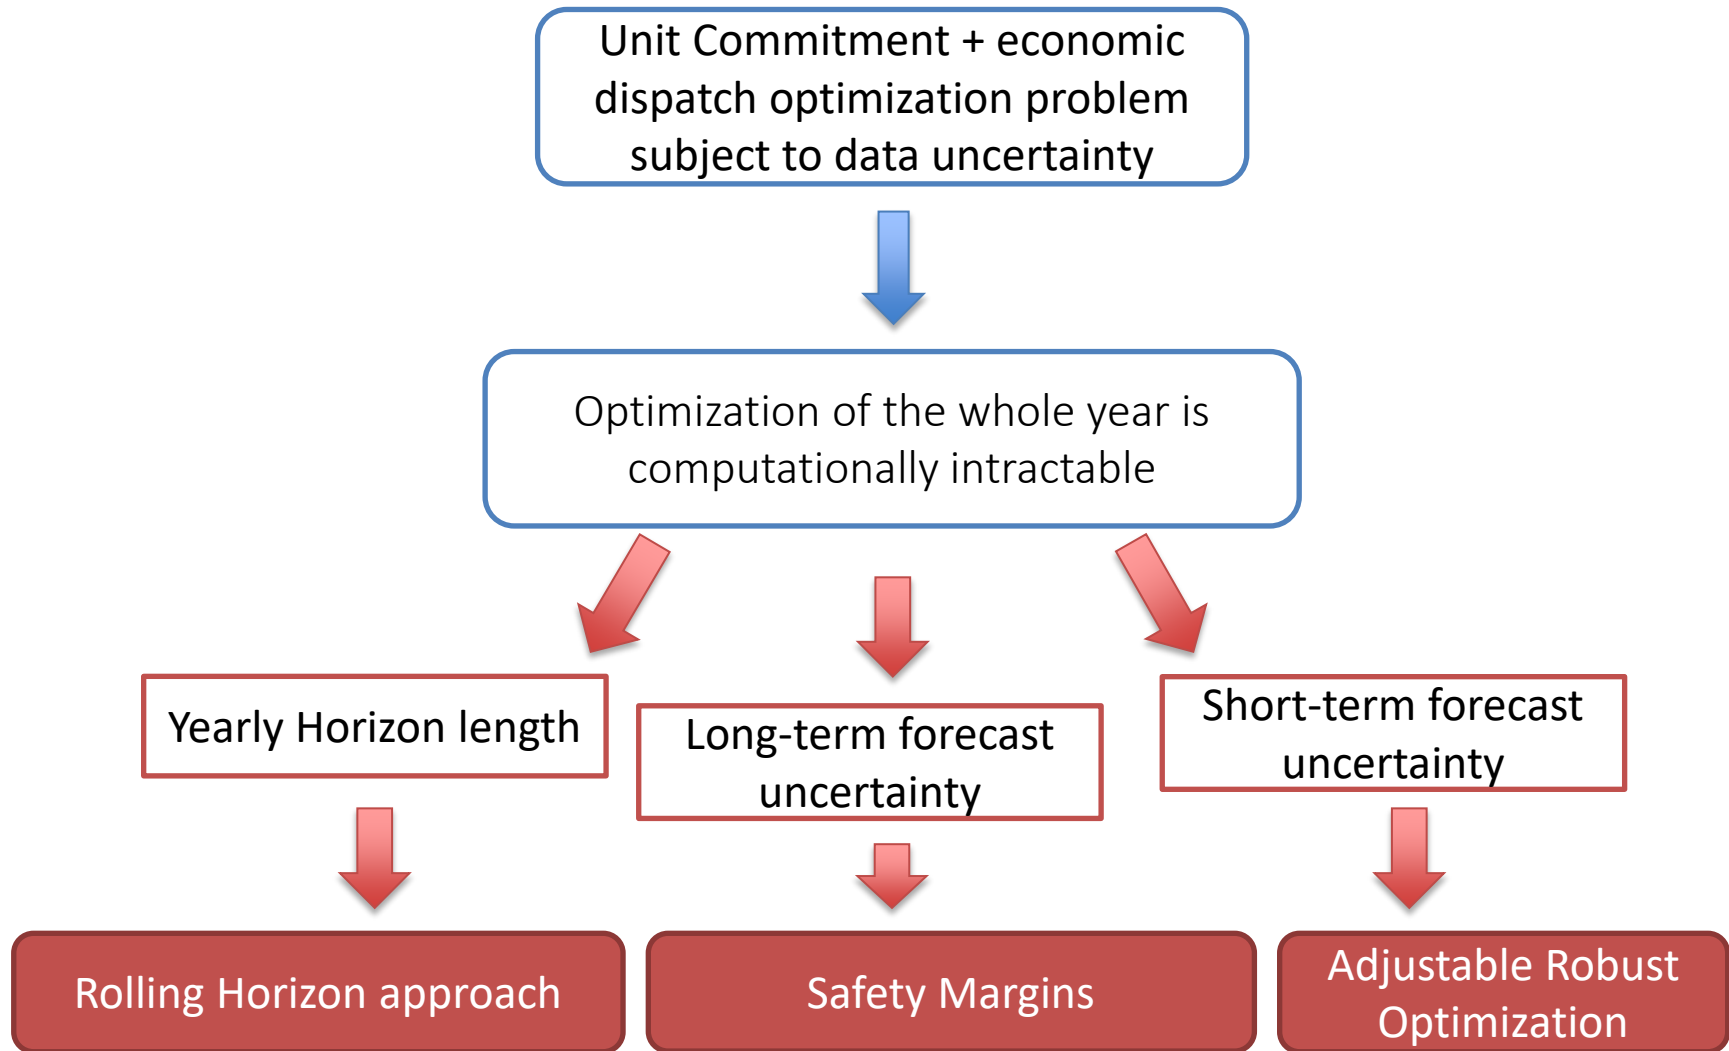 Unit Commitment + economic
dispatch optimization problem
subject to data uncertainty
Optimization of the whole year is
computationally intractable
Yearly Horizon length
Long-term forecast
uncertainty
Short-term forecast
uncertainty
Rolling Horizon approach
Safety Margins
Adjustable Robust
Optimization